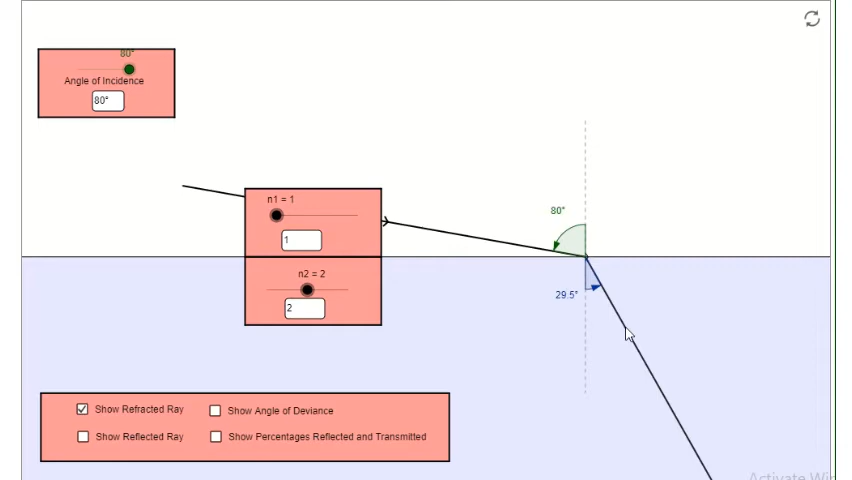 80°
Angle of Incidence
80°
n1 = 1
1
80°
n2 = 2
2
29.5°
Show Refracted Ray
Show Angle of Deviance
Show Reflected Ray
Show Percentages Reflected and Transmitted
Activate